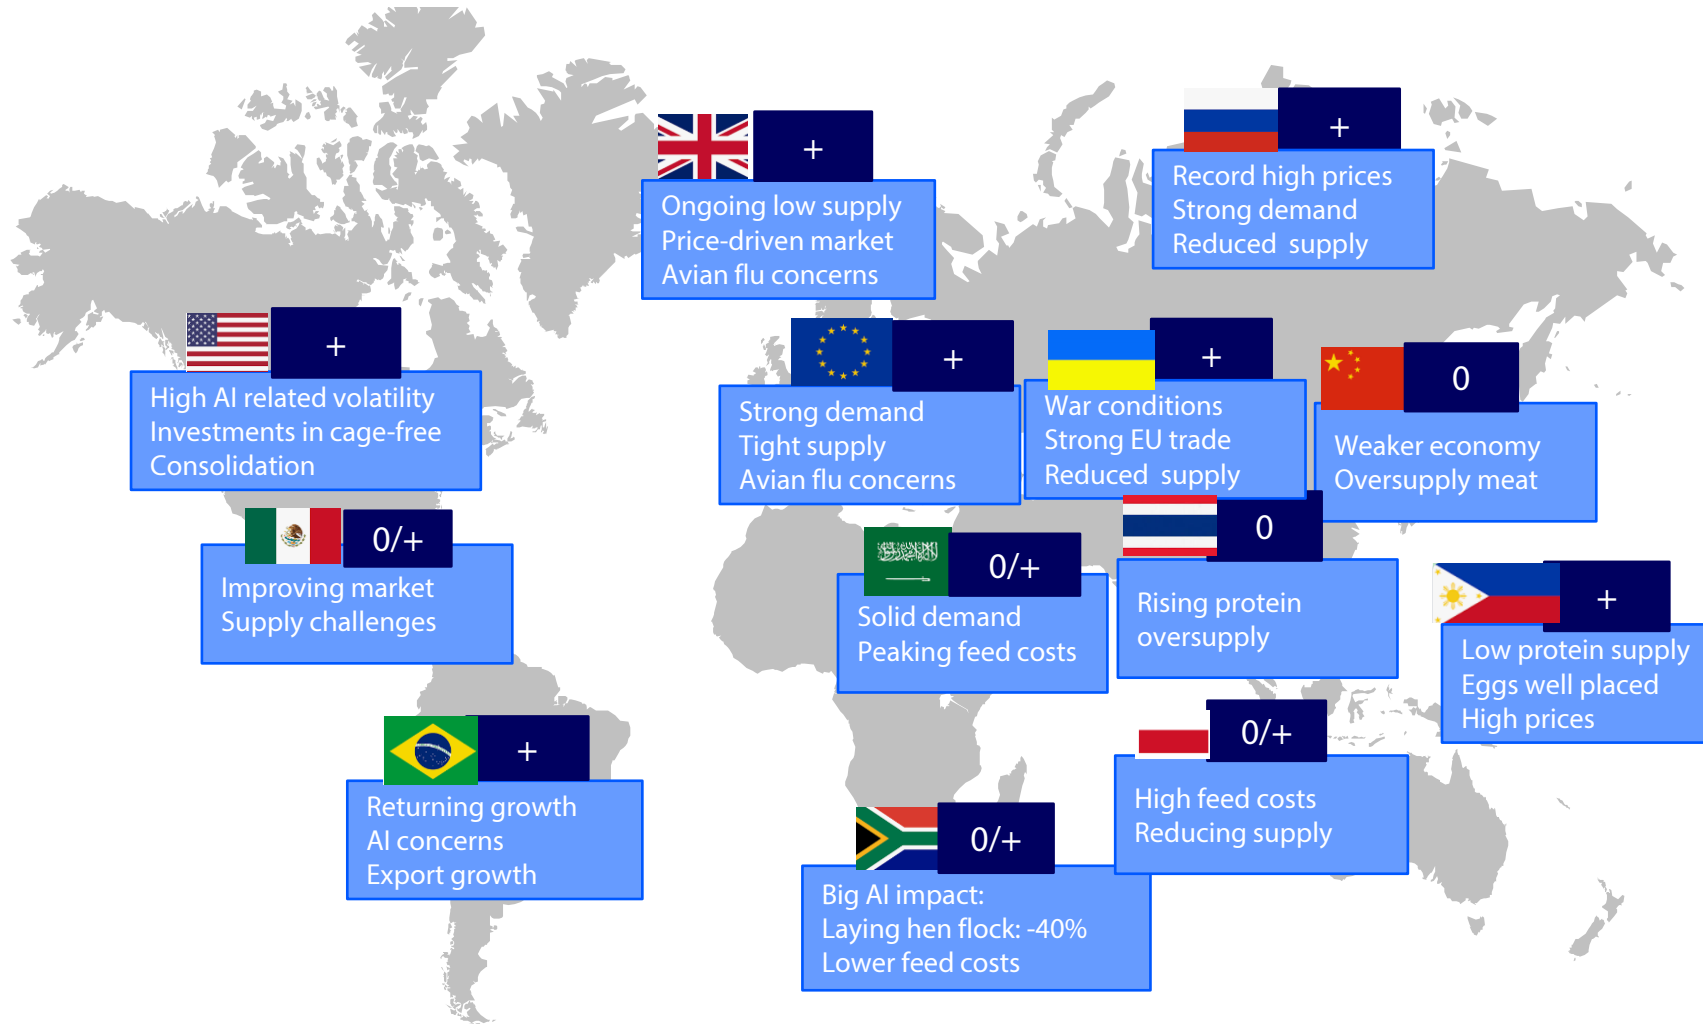 +
Ongoing low supply
Price-driven market
Avian flu concerns
+
Record high prices
Strong demand
Reduced supply
+
High AI related volatility
Investments in cage-free
Consolidation
+
Strong demand
Tight supply
Avian flu concerns
+
War conditions
Strong EU trade
Reduced supply
0
Weaker economy
Oversupply meat
0/+
Improving market
Supply challenges
0/+
Solid demand
Peaking feed costs
0
Rising protein
oversupply
+
Low protein supply
Eggs well placed
High prices
+
Returning growth
AI concerns
Export growth
0/+
Big AI impact:
Laying hen flock: -40%
Lower feed costs
0/+
High feed costs
Reducing supply